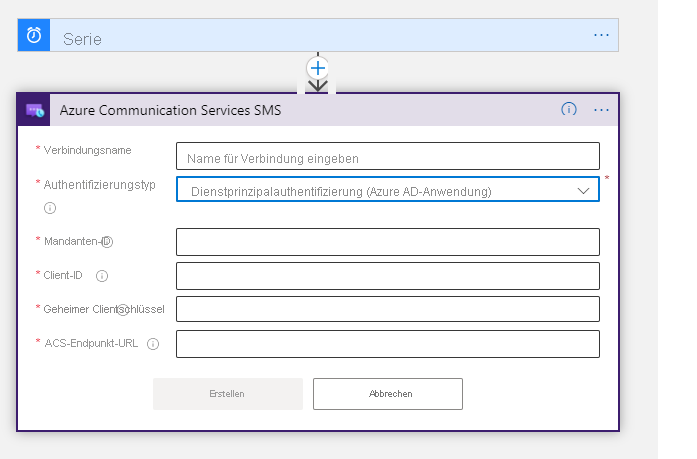 Serie
Azure Communication Services SMS
* Verbindungsname
Name für Verbindung eingeben
* Authentifizierungstyp
Dienstprinzipalauthentifizierung (Azure AD-Anwendung) *
* Mandanten-ID
* Client-ID
* Geheimer Clientschlüssel
* ACS-Endpunkt-URL
Erstellen Abbrechen